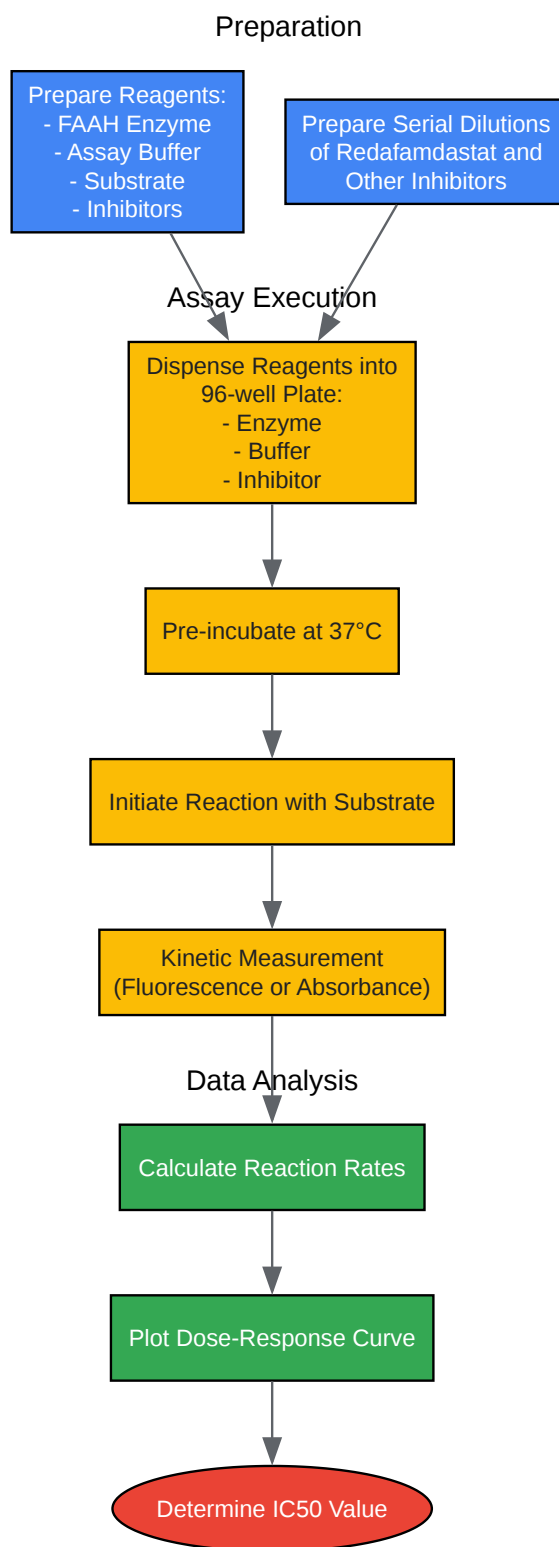 Preparation
Prepare Reagents:
- FAAH Enzyme
- Assay Buffer
- Substrate
- Inhibitors
Prepare Serial Dilutions
of Redafamdastat and
Other Inhibitors
Assay Execution
Dispense Reagents into
96-well Plate:
- Enzyme
- Buffer
- Inhibitor
Pre-incubate at 37°C
Initiate Reaction with Substrate
Kinetic Measurement
(Fluorescence or Absorbance)
Data Analysis
Calculate Reaction Rates
Plot Dose-Response Curve
Determine IC50 Value